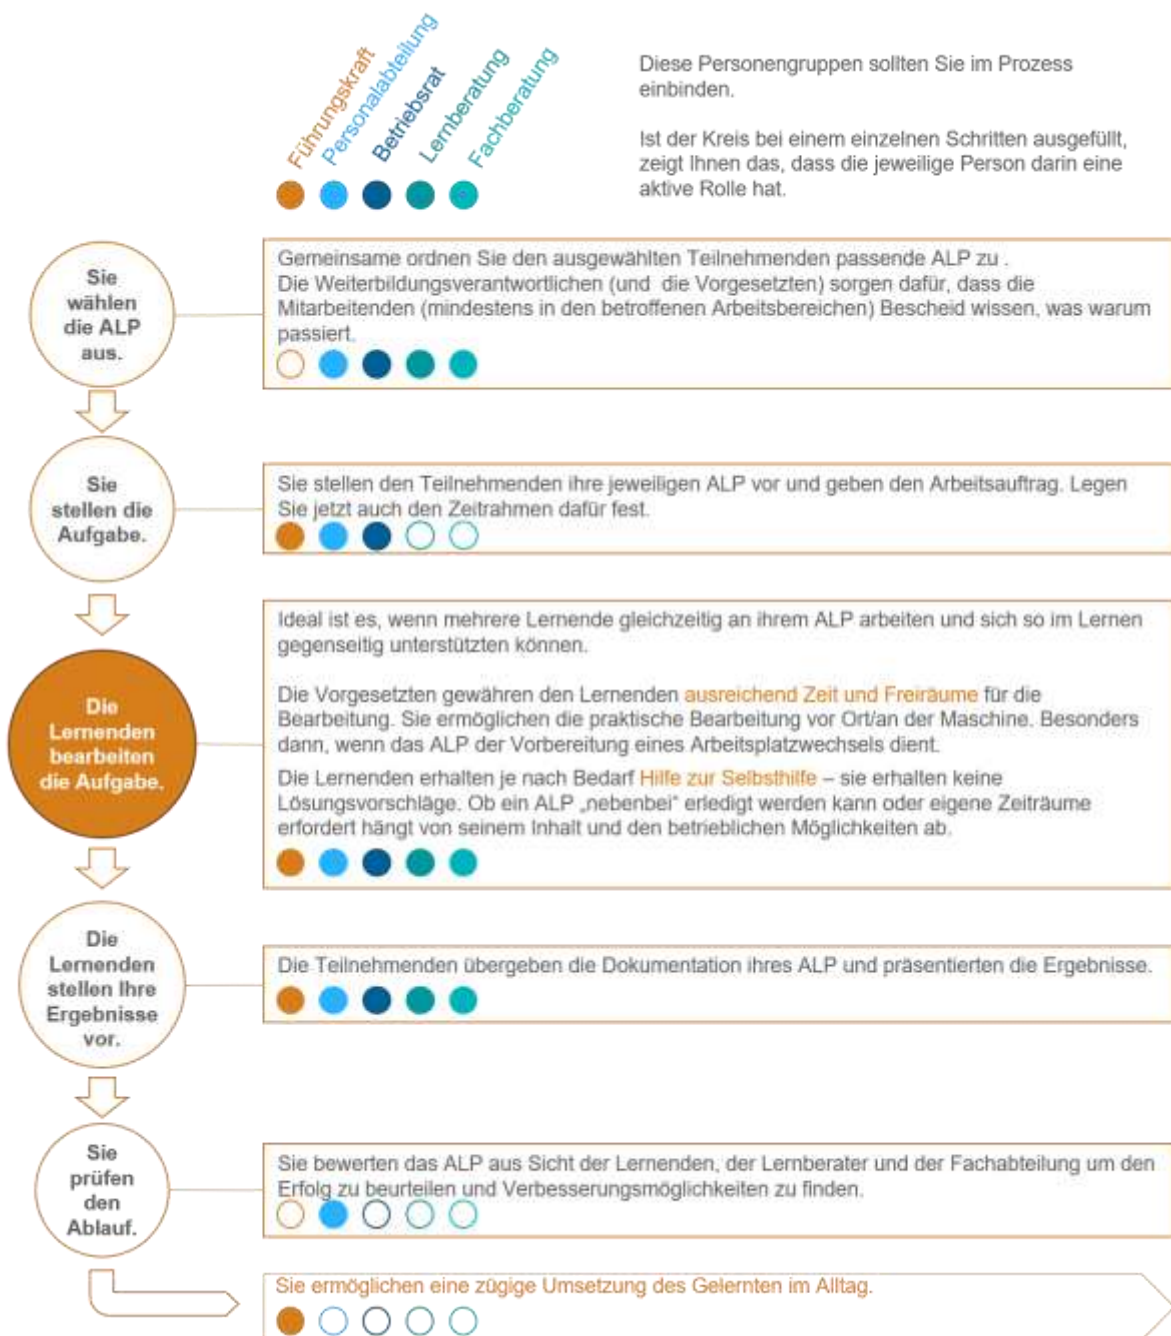 Führungskraft
Personalabteilung
Betriebsrat
Lernberatung
Fachberatung
Diese Personengruppen sollten Sie im Prozess
einbinden.
Ist der Kreis bei einem einzelnen Schritten ausgefüllt,
zeigt Ihnen das, dass die jeweilige Person darin eine
aktive Rolle hat.
Sie
wählen
die ALP
aus.
Gemeinsame ordnen Sie den ausgewählten Teilnehmenden passende ALP zu .
Die Weiterbildungsverantwortlichen (und die Vorgesetzten) sorgen dafür, dass die
Mitarbeitenden (mindestens in den betroffenen Arbeitsbereichen) Bescheid wissen, was warum
passiert.
Sie
stellen die
Aufgabe.
Sie stellen den Teilnehmenden ihre jeweiligen ALP vor und geben den Arbeitsauftrag. Legen
Sie jetzt auch den Zeitrahmen dafür fest.
Die
Lernenden
bearbeiten
die Aufgabe.
Ideal ist es, wenn mehrere Lernende gleichzeitig an ihrem ALP arbeiten und sich so im Lernen
gegenseitig unterstützten können.
Die Vorgesetzten gewähren den Lernenden ausreichend Zeit und Freiräume für die
Bearbeitung. Sie ermöglichen die praktische Bearbeitung vor Ort/an der Maschine. Besonders
dann, wenn das ALP der Vorbereitung eines Arbeitsplatzwechsels dient.
Die Lernenden erhalten je nach Bedarf Hilfe zur Selbsthilfe – sie erhalten keine
Lösungsvorschläge. Ob ein ALP „nebenbei“ erledigt werden kann oder eigene Zeiträume
erfordert hängt von seinem Inhalt und den betrieblichen Möglichkeiten ab.
Die
Lernenden
stellen Ihre
Ergebnisse
vor.
Die Teilnehmenden übergeben die Dokumentation ihres ALP und präsentierten die Ergebnisse.
Sie
prüfen
den
Ablauf.
Sie bewerten das ALP aus Sicht der Lernenden, der Lernberater und der Fachabteilung um den
Erfolg zu beurteilen und Verbesserungsmöglichkeiten zu finden.
Sie ermöglichen eine zügige Umsetzung des Gelernten im Alltag.